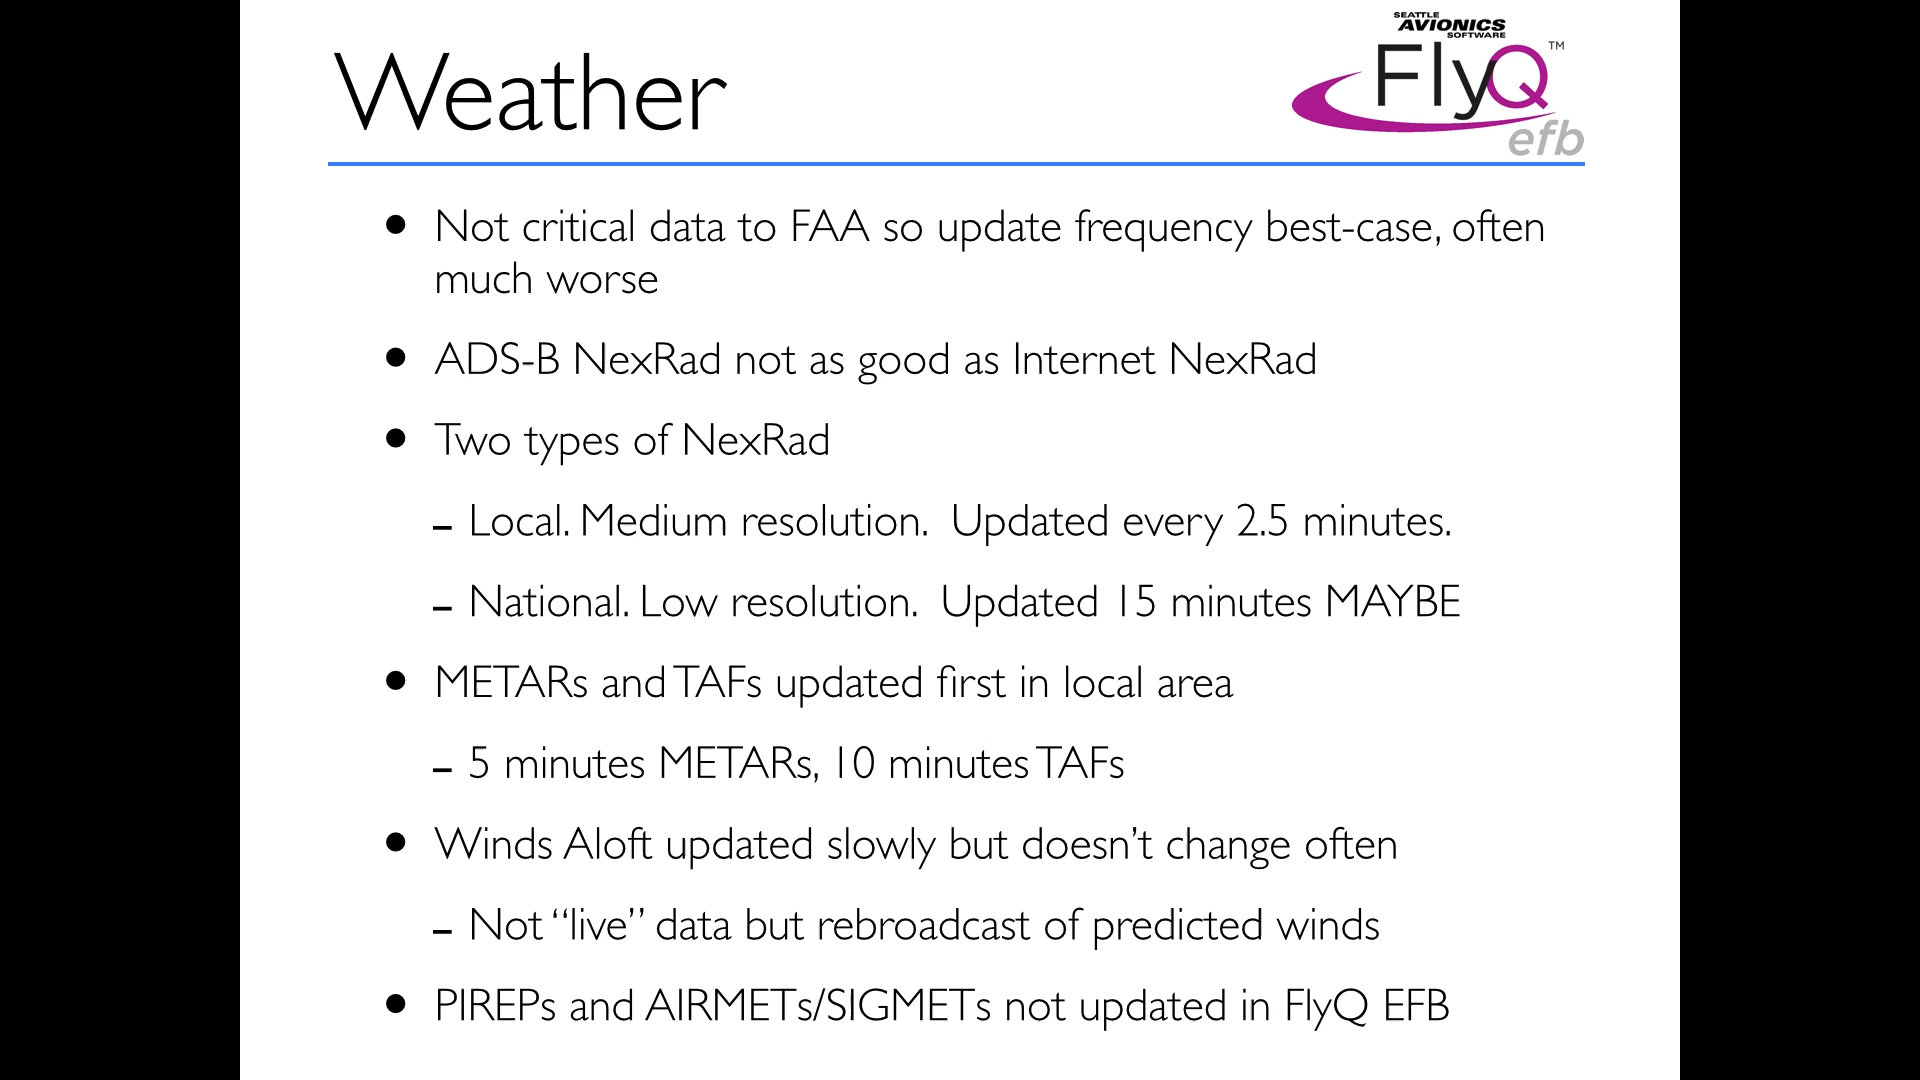 Weather
SEATTLE
AVIONICS
SOFTWARE
FlyQ™
efb
• Not critical data to FAA so update frequency best-case, often
much worse
• ADS-B NexRad not as good as Internet NexRad
• Two types of NexRad
- Local. Medium resolution.  Updated every 2.5 minutes.
- National. Low resolution.  Updated 15 minutes MAYBE
• METARs and TAFs updated first in local area
- 5 minutes METARs, 10 minutes TAFs
• Winds Aloft updated slowly but doesn’t change often
- Not “live” data but rebroadcast of predicted winds
• PIREPs and AIRMETs/SIGMETs not updated in FlyQ EFB